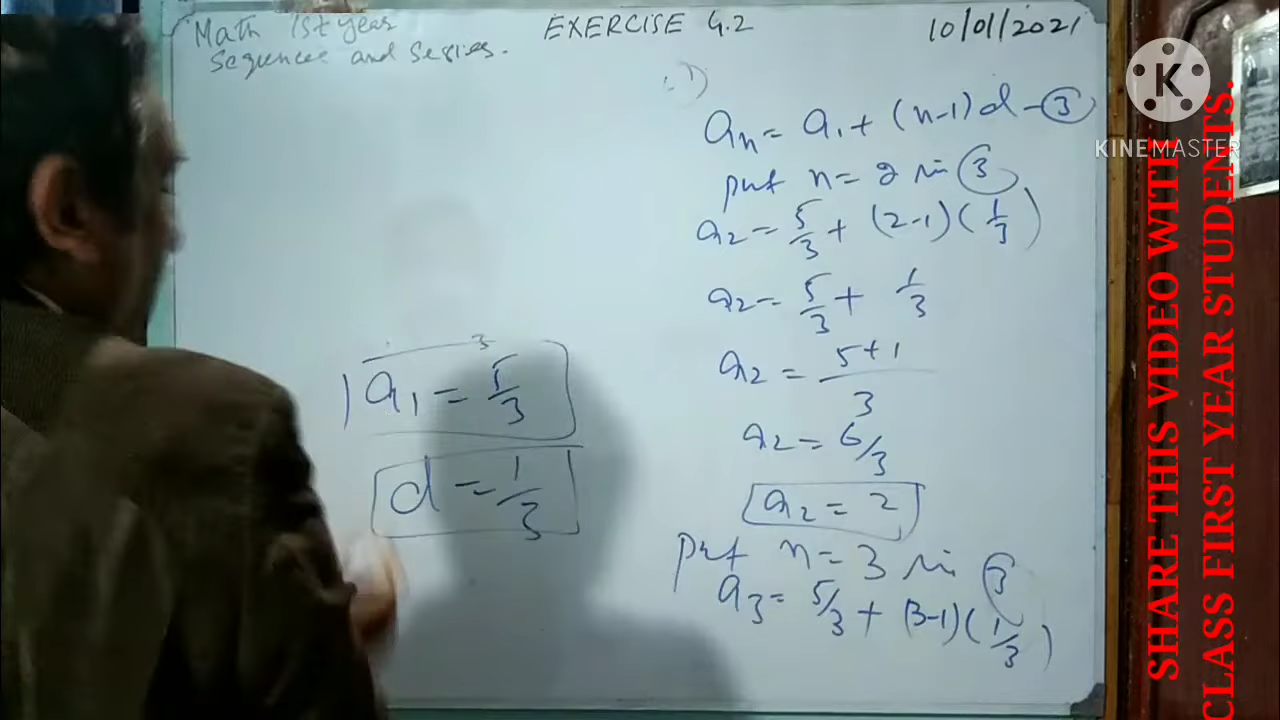 Math 1st year
Sequence and Series.
EXERCISE 4.2
10/01/2021
an = a1 + (n-1)d - ③
put n = 2 in ③
a2 = 5/3 + (2-1)(1/3)
a2 = 5/3 + 1/3
a2 = 5+1/3
a2 = 6/3
a2 = 2
put n = 3 in ③
a3 = 5/3 + (3-1)(1/3)
a1 = 5/3
d = 1/3
K
KINEMASTER
SHARE THIS VIDEO WITH
CLASS FIRST YEAR STUDENTS.